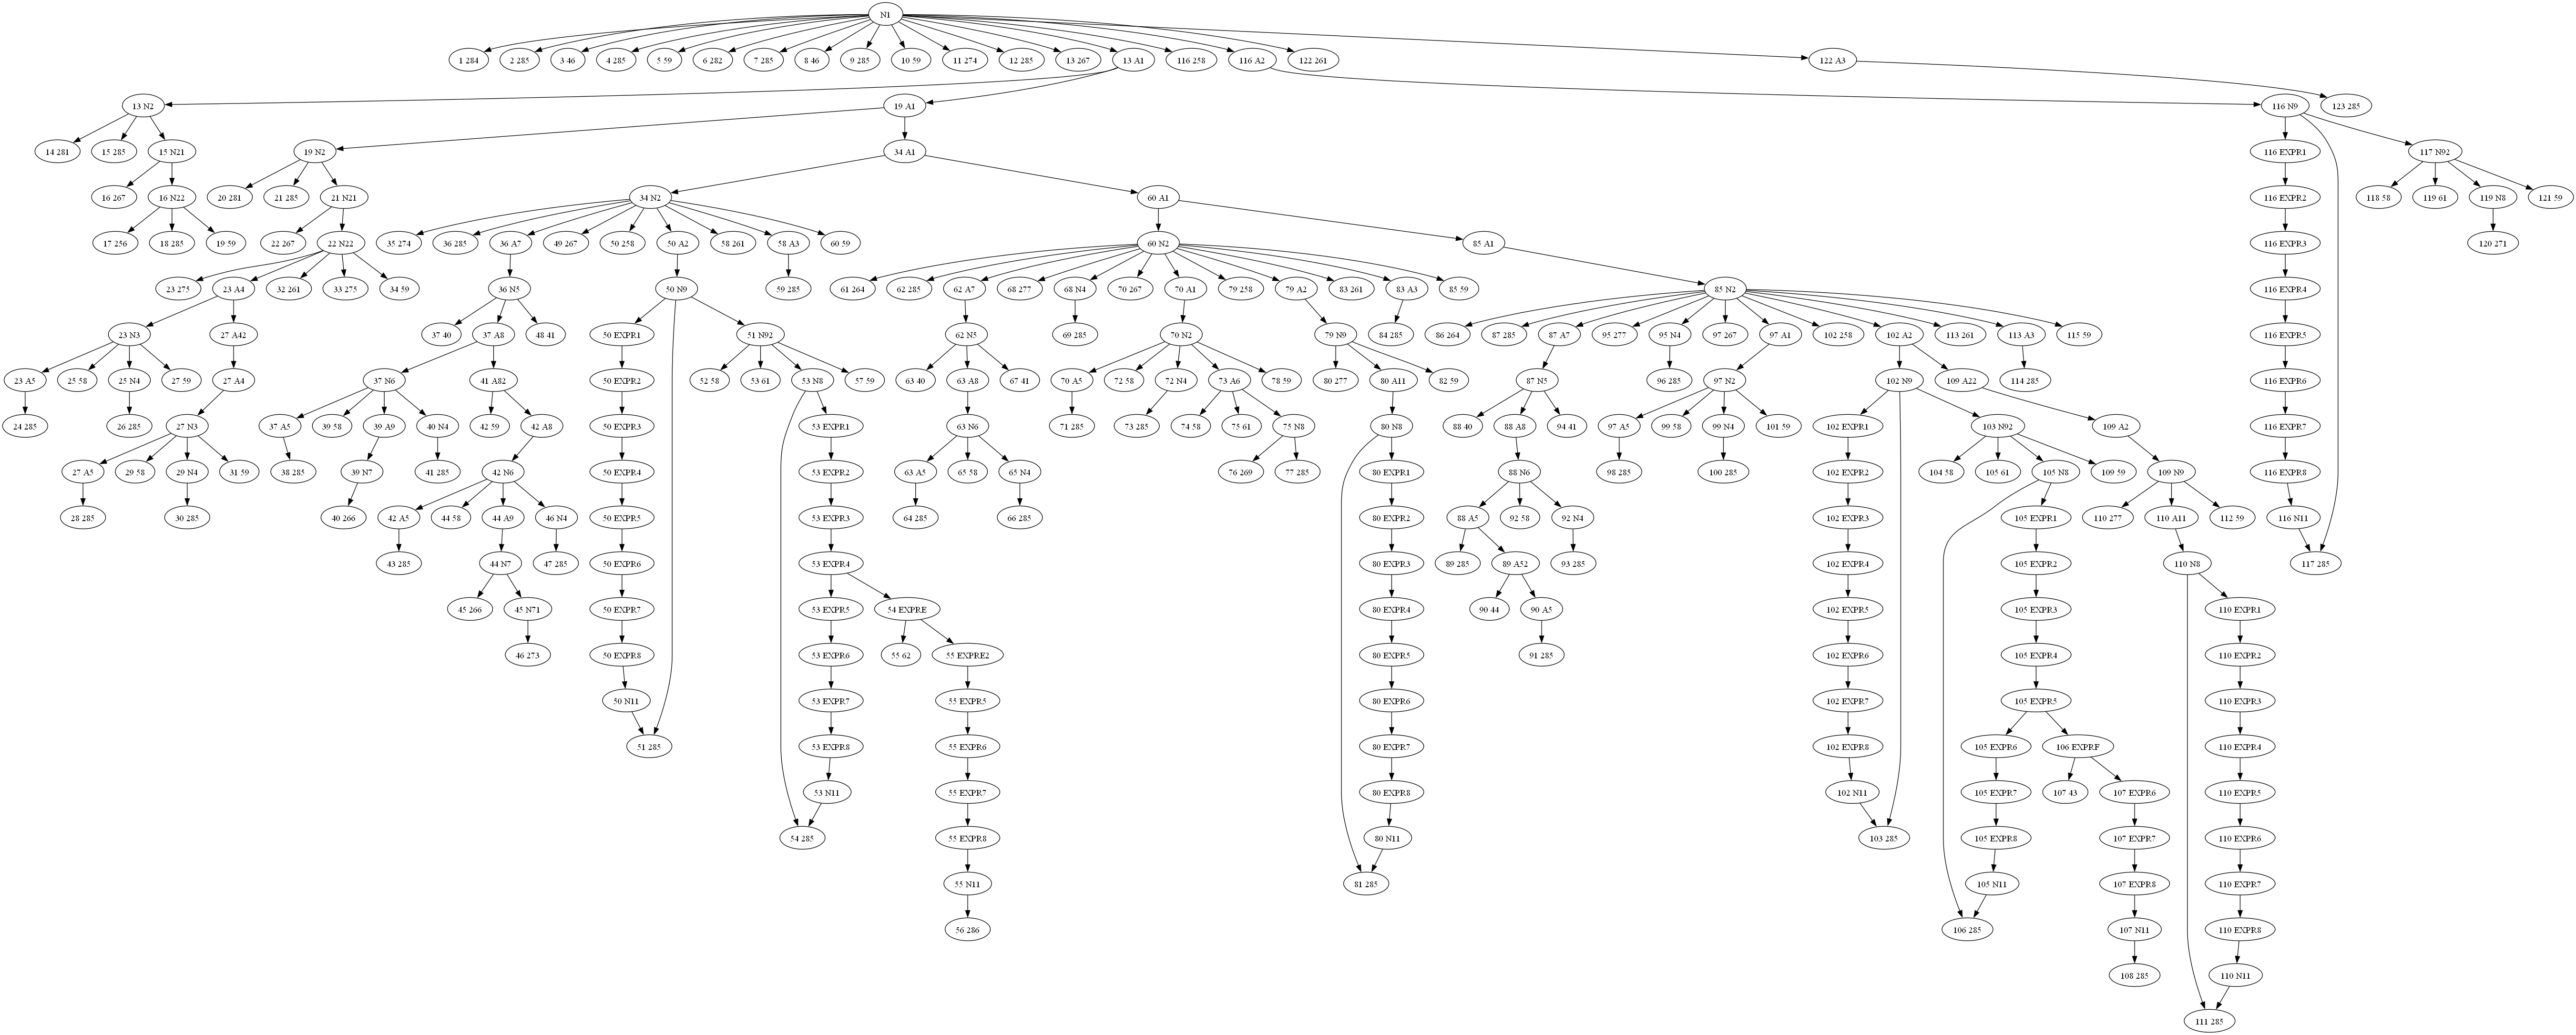 N1
1 284
2 285
3 46
4 285
5 59
6 282
7 285
8 46
9 285
10 59
11 274
12 285
13 267
13 A1
116 258
116 A2
122 261
122 A3
13 N2
19 A1
116 N9
123 285
14 281
15 285
15 N21
19 N2
34 A1
116 EXPR1
117 N92
16 267
16 N22
20 281
21 285
21 N21
34 N2
60 A1
116 EXPR2
118 58
119 61
119 N8
121 59
17 256
18 285
19 59
22 267
22 N22
35 274
36 285
36 A7
49 267
50 258
50 A2
58 261
58 A3
60 59
60 N2
85 A1
116 EXPR3
120 271
23 275
23 A4
32 261
33 275
34 59
36 N5
50 N9
59 285
61 264
62 285
62 A7
68 277
68 N4
70 267
70 A1
79 258
79 A2
83 261
83 A3
85 59
85 N2
116 EXPR4
23 N3
27 A42
37 40
37 A8
48 41
50 EXPR1
51 N92
62 N5
69 285
70 N2
79 N9
84 285
86 264
87 285
87 A7
95 277
95 N4
97 267
97 A1
102 258
102 A2
113 261
113 A3
115 59
116 EXPR5
23 A5
25 58
25 N4
27 59
27 A4
37 N6
41 A82
50 EXPR2
52 58
53 61
53 N8
57 59
63 40
63 A8
67 41
70 A5
72 58
72 N4
73 A6
78 59
80 277
80 A11
82 59
87 N5
96 285
97 N2
102 N9
109 A22
114 285
116 EXPR6
24 285
26 285
27 N3
37 A5
39 58
39 A9
40 N4
42 59
42 A8
50 EXPR3
53 EXPR1
63 N6
71 285
73 285
74 58
75 61
75 N8
80 N8
88 40
88 A8
94 41
97 A5
99 58
99 N4
101 59
102 EXPR1
103 N92
109 A2
116 EXPR7
27 A5
29 58
29 N4
31 59
38 285
39 N7
41 285
42 N6
50 EXPR4
53 EXPR2
63 A5
65 58
65 N4
76 269
77 285
80 EXPR1
88 N6
98 285
100 285
102 EXPR2
104 58
105 61
105 N8
109 59
109 N9
116 EXPR8
28 285
30 285
40 266
42 A5
44 58
44 A9
46 N4
50 EXPR5
53 EXPR3
64 285
66 285
80 EXPR2
88 A5
92 58
92 N4
102 EXPR3
105 EXPR1
110 277
110 A11
112 59
116 N11
43 285
44 N7
47 285
50 EXPR6
53 EXPR4
80 EXPR3
89 285
89 A52
93 285
102 EXPR4
105 EXPR2
110 N8
117 285
45 266
45 N71
50 EXPR7
53 EXPR5
54 EXPRE
80 EXPR4
90 44
90 A5
102 EXPR5
105 EXPR3
110 EXPR1
46 273
50 EXPR8
53 EXPR6
55 62
55 EXPRE2
80 EXPR5
91 285
102 EXPR6
105 EXPR4
110 EXPR2
50 N11
53 EXPR7
55 EXPR5
80 EXPR6
102 EXPR7
105 EXPR5
110 EXPR3
51 285
53 EXPR8
55 EXPR6
80 EXPR7
102 EXPR8
105 EXPR6
106 EXPRF
110 EXPR4
53 N11
55 EXPR7
80 EXPR8
102 N11
105 EXPR7
107 43
107 EXPR6
110 EXPR5
54 285
55 EXPR8
80 N11
103 285
105 EXPR8
107 EXPR7
110 EXPR6
55 N11
81 285
105 N11
107 EXPR8
110 EXPR7
56 286
106 285
107 N11
110 EXPR8
108 285
110 N11
111 285